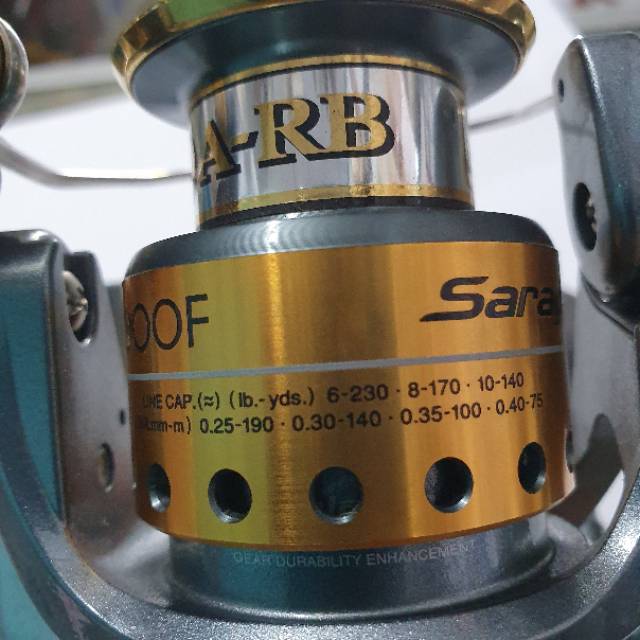 A-RB
00F Sara
LINE CAP.(≈) (lb.-yds.) 6-230 · 8-170 · 10-140
mm-m) 0.25-190 · 0.30-140 · 0.35-100 · 0.40-75
GEAR DURABILITY ENHANCEMENT